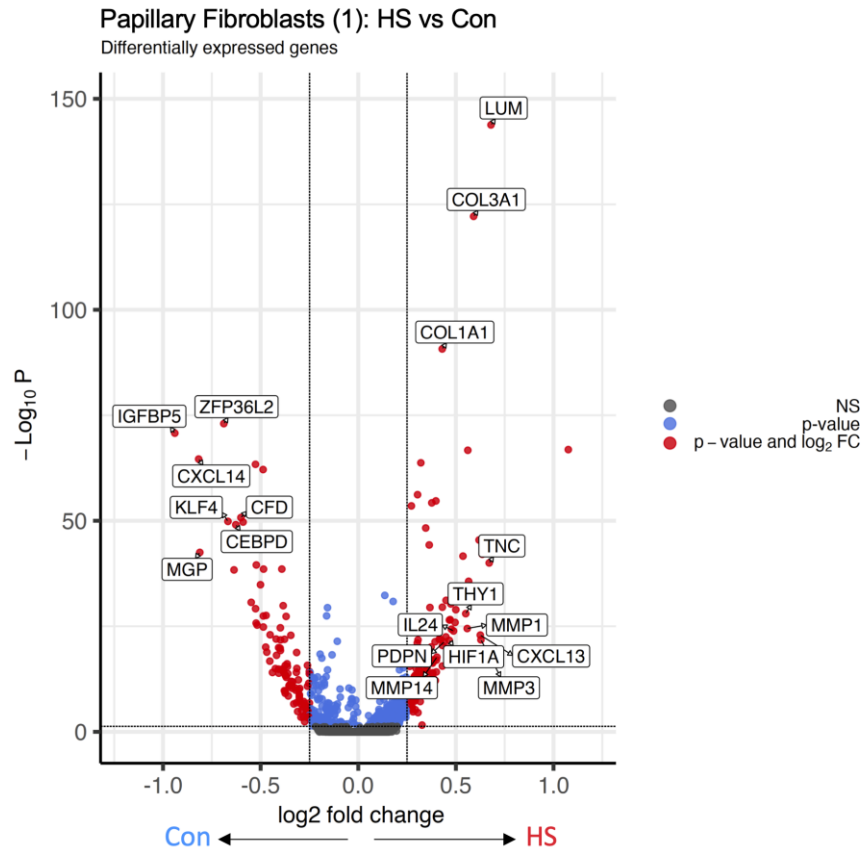 Papillary Fibroblasts (1): HS vs Con
Differentially expressed genes
150
100
50
0
−Log₁₀ P
LUM
COL3A1
COL1A1
IGFBP5
ZFP36L2
CXCL14
KLF4
CFD
CEBPD
MGP
TNC
THY1
IL24
MMP1
PDPN
HIF1A
CXCL13
MMP14
MMP3
NS
p-value
p − value and log₂ FC
-1.0
-0.5
0.0
0.5
1.0
log2 fold change
Con
HS